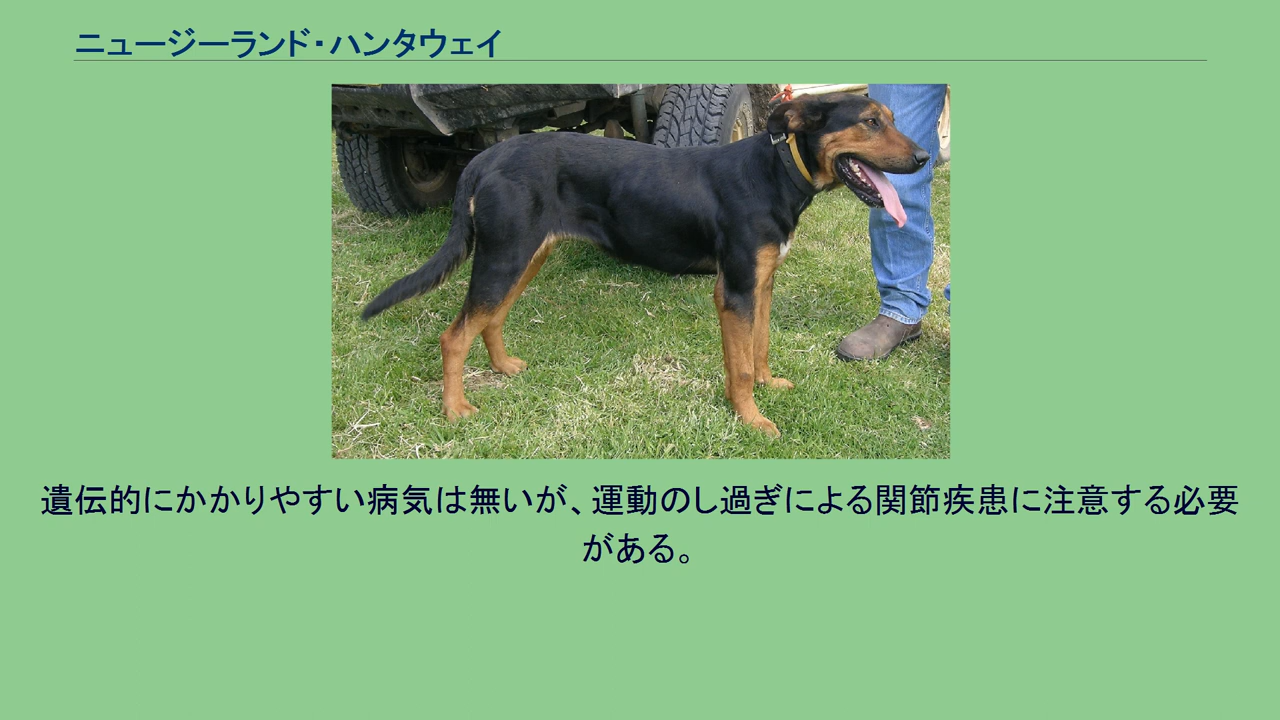 ニュージーランド・ハンタウェイ
遺伝的にかかりやすい病気は無いが、運動のし過ぎによる関節疾患に注意する必要
がある。